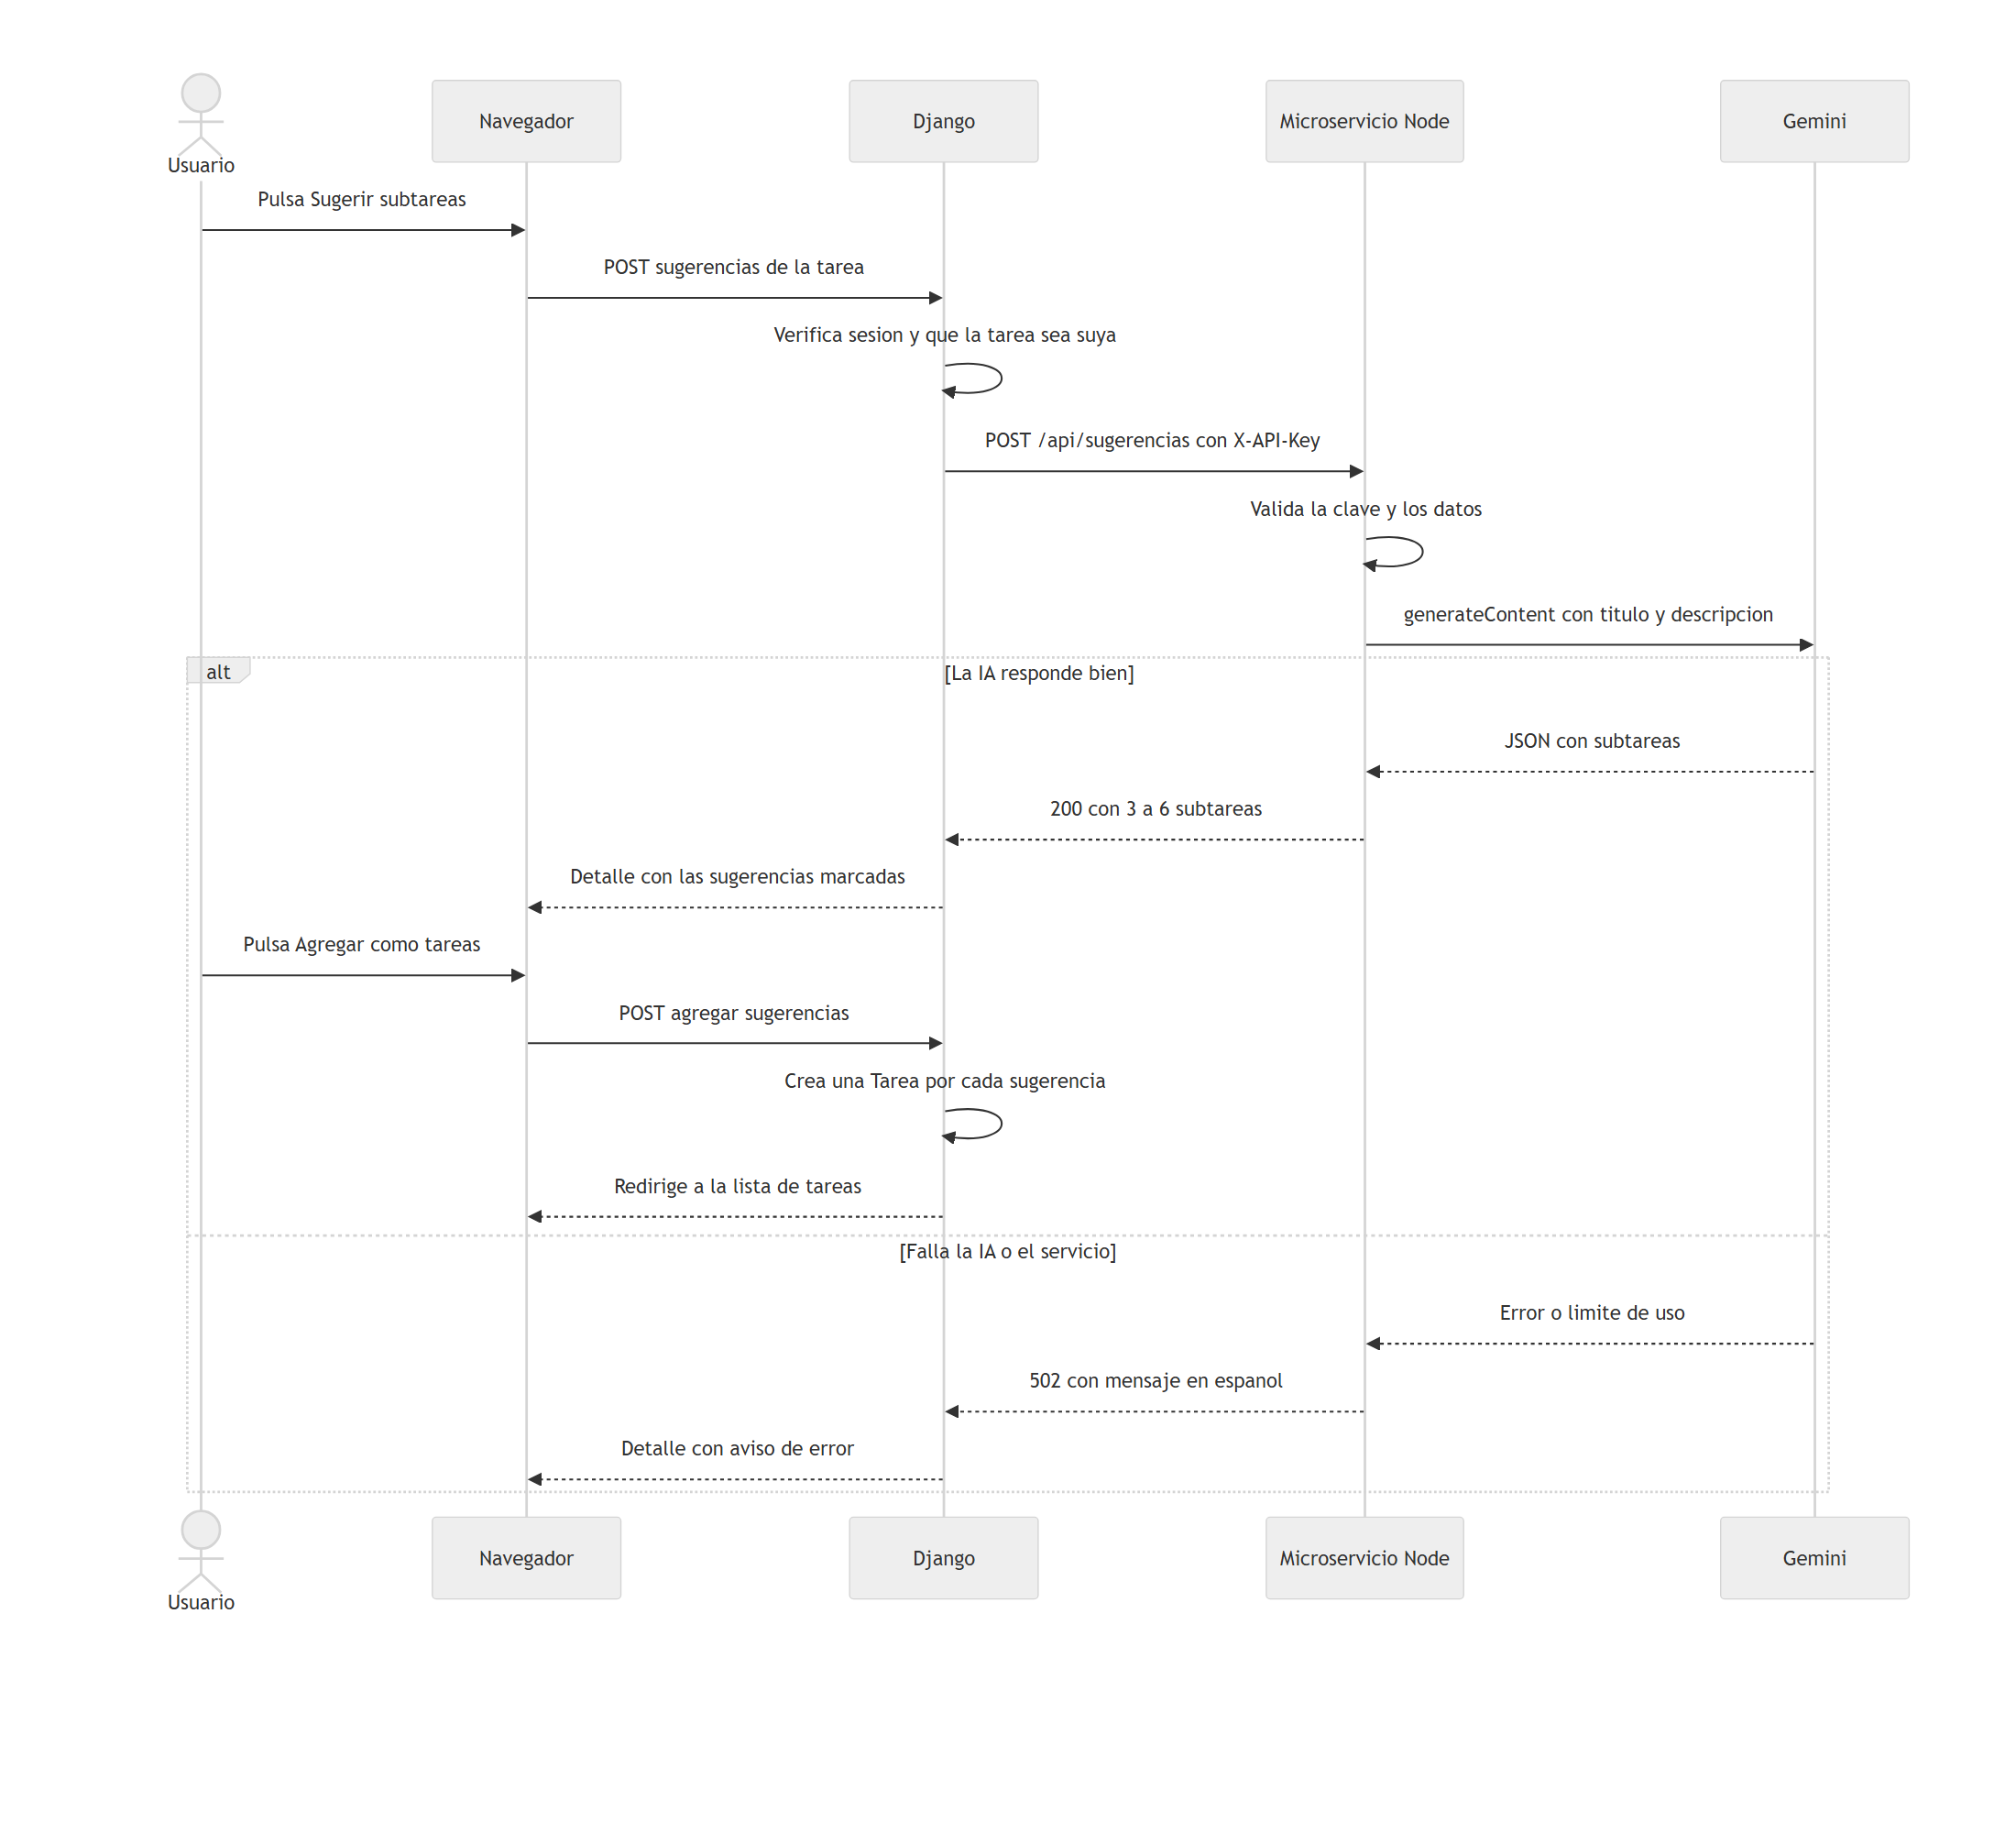 Usuario
Navegador
Django
Microservicio Node
Gemini
Pulsa Sugerir subtareas
POST sugerencias de la tarea
Verifica sesion y que la tarea sea suya
POST /api/sugerencias con X-API-Key
Valida la clave y los datos
generateContent con titulo y descripcion
alt
[La IA responde bien]
JSON con subtareas
200 con 3 a 6 subtareas
Detalle con las sugerencias marcadas
Pulsa Agregar como tareas
POST agregar sugerencias
Crea una Tarea por cada sugerencia
Redirige a la lista de tareas
[Falla la IA o el servicio]
Error o limite de uso
502 con mensaje en espanol
Detalle con aviso de error
Usuario
Navegador
Django
Microservicio Node
Gemini